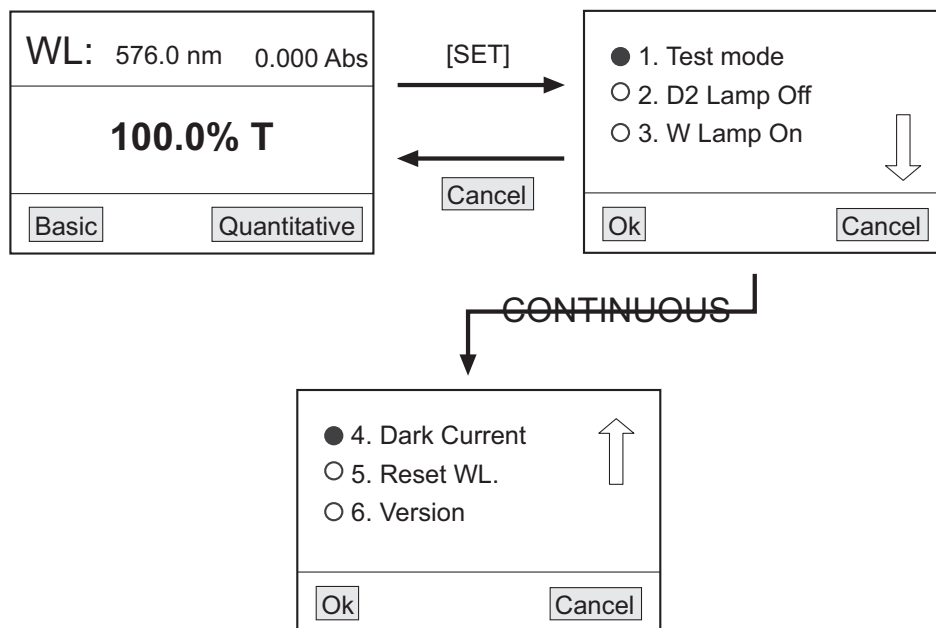 WL: 576.0 nm 0.000 Abs
100.0% T
Basic Quantitative
[SET]
Cancel
1. Test mode
2. D2 Lamp Off
3. W Lamp On
Ok Cancel
CONTINUOUS
4. Dark Current
5. Reset WL.
6. Version
Ok Cancel